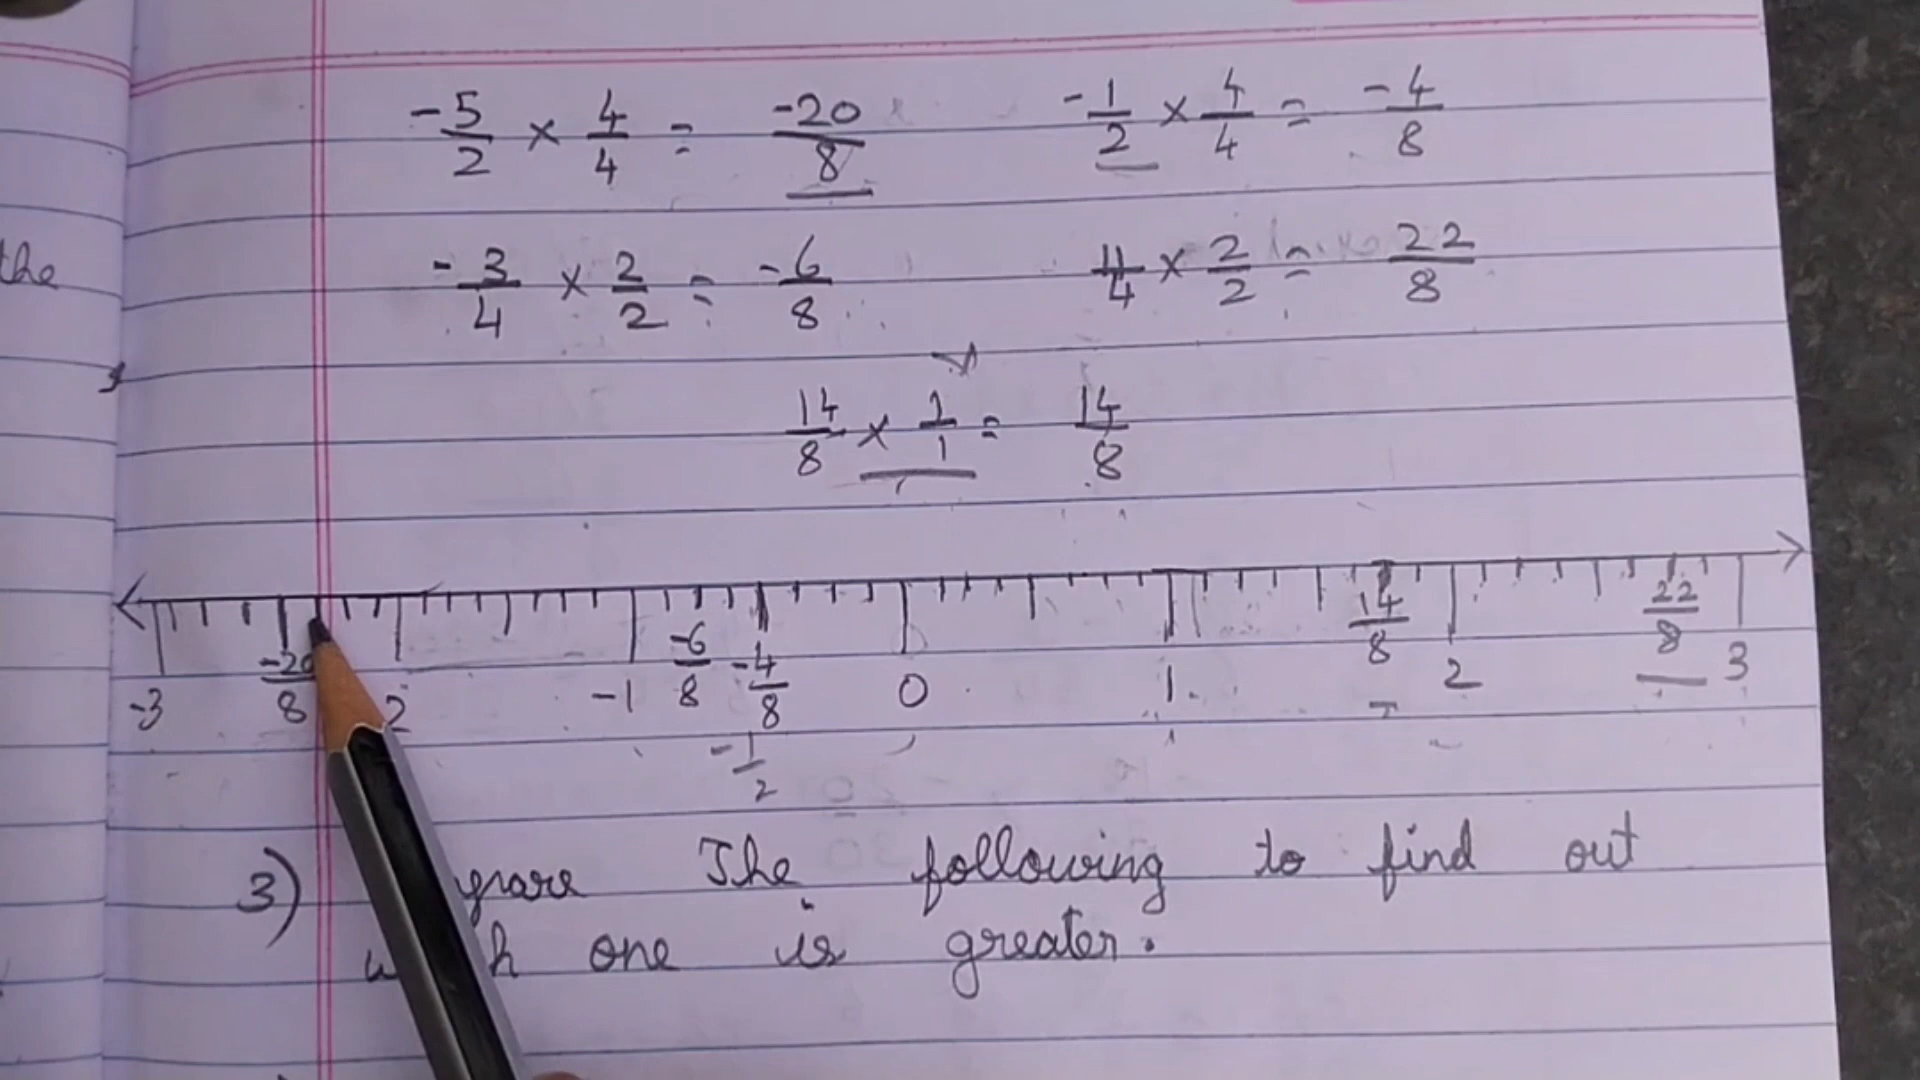 the
-5/2 × 4/4 = -20/8
-1/2 × 4/4 = -4/8
-3/4 × 2/2 = -6/8
11/4 × 2/2 = 22/8
14/8 × 1/1 = 14/8
-3 -20/8 2 -1 -6/8 -4/8 0 1 14/8 2 22/8 3
-1/2
3) The following to find out
one is greater.